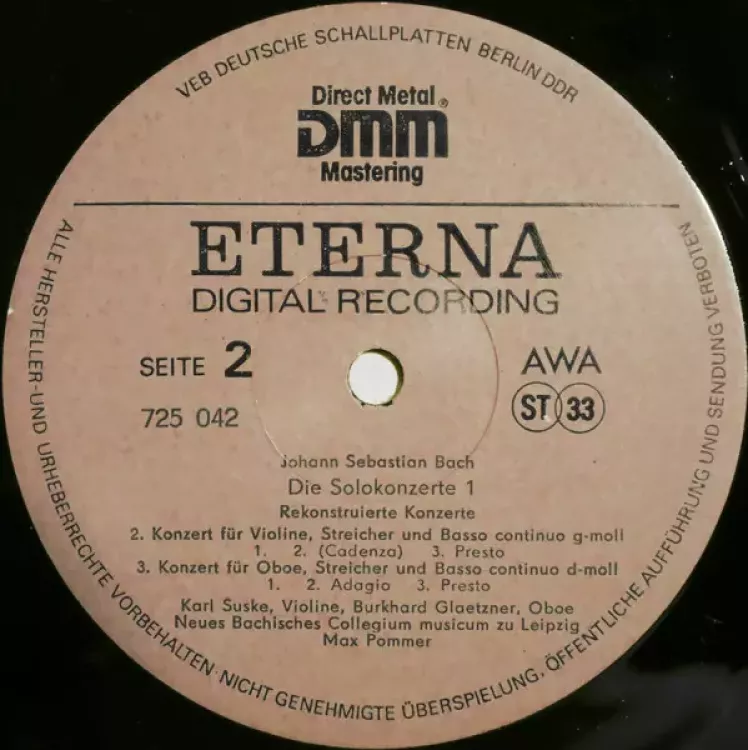 VEB DEUTSCHE SCHALLPLATTEN BERLIN DDR
Direct Metal®
DMM
Mastering
ETERNA
DIGITAL RECORDING
SEITE 2
AWA
725 042
ST 33
Johann Sebastian Bach
Die Solokonzerte 1
Rekonstruierte Konzerte
2. Konzert für Violine, Streicher und Basso continuo g-moll
1. 2. (Cadenza) 3. Presto
3. Konzert für Oboe, Streicher und Basso continuo d-moll
1. 2. Adagio 3. Presto
Karl Suske, Violine, Burkhard Glaetzner, Oboe
Neues Bachisches Collegium musicum zu Leipzig
Max Pommer
ALLE HERSTELLER-UND URHEBERRECHTE VORBEHALTEN·NICHT GENEHMIGTE ÜBERSPIELUNG, ÖFFENTLICHE AUFFÜHRUNG UND SENDUNG VERBOTEN